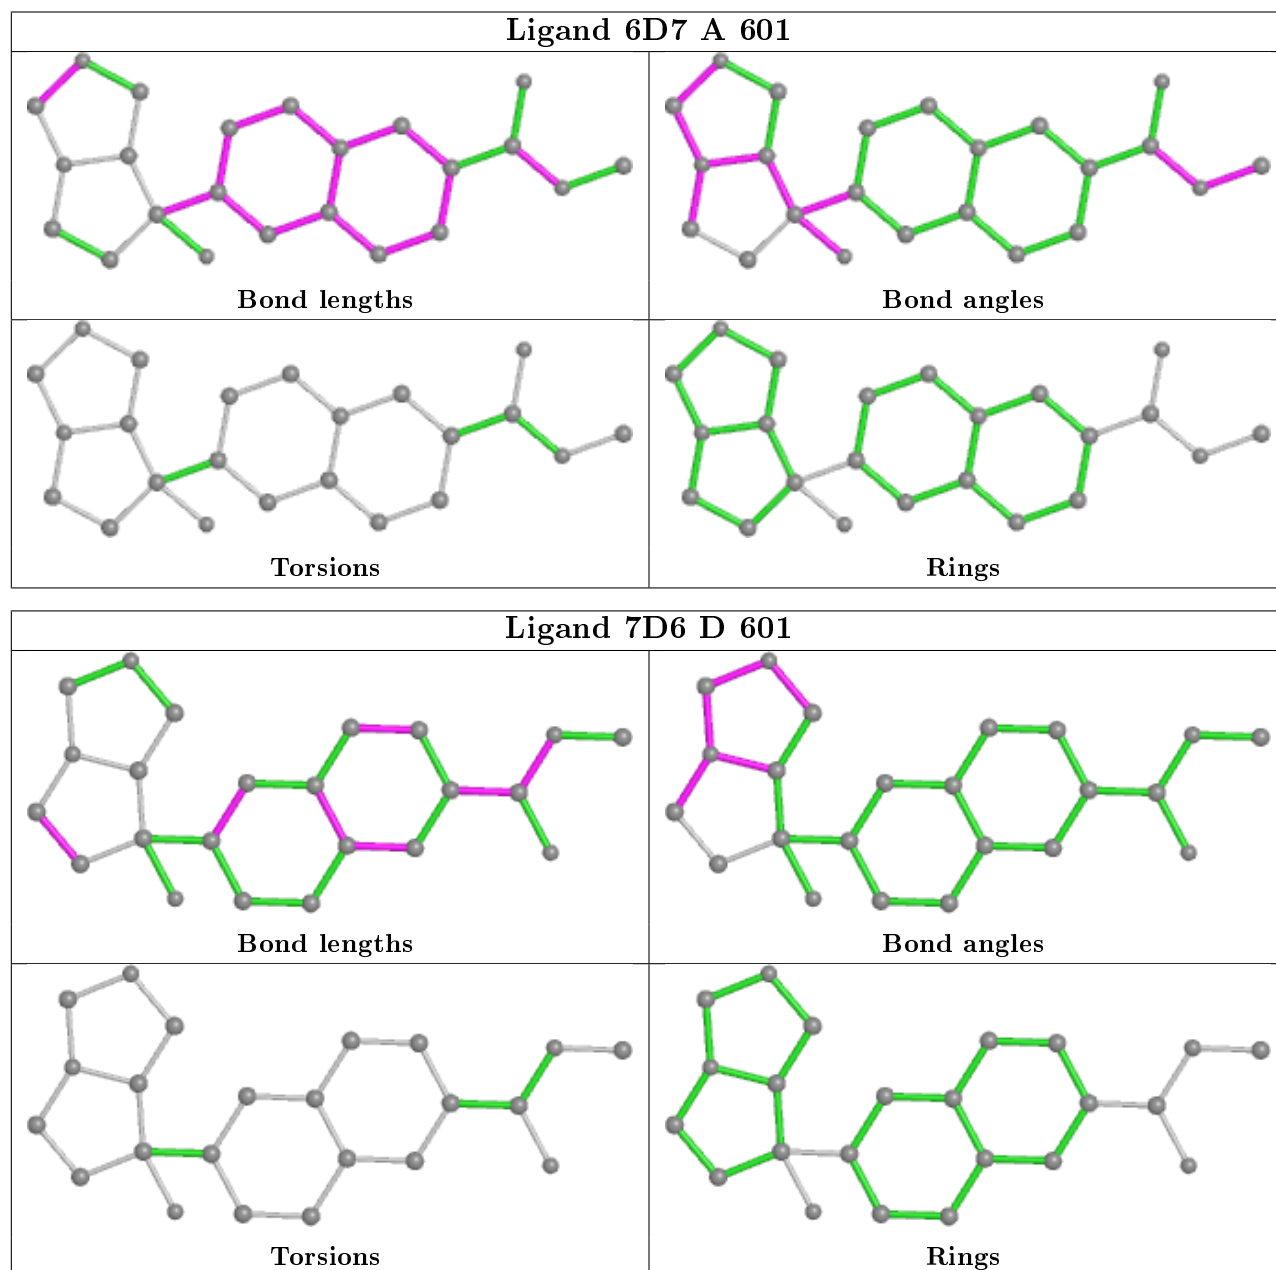 Ligand 6D7 A 601
Bond lengths
Bond angles
Torsions
Rings
Ligand 7D6 D 601
Bond lengths
Bond angles
Torsions
Rings